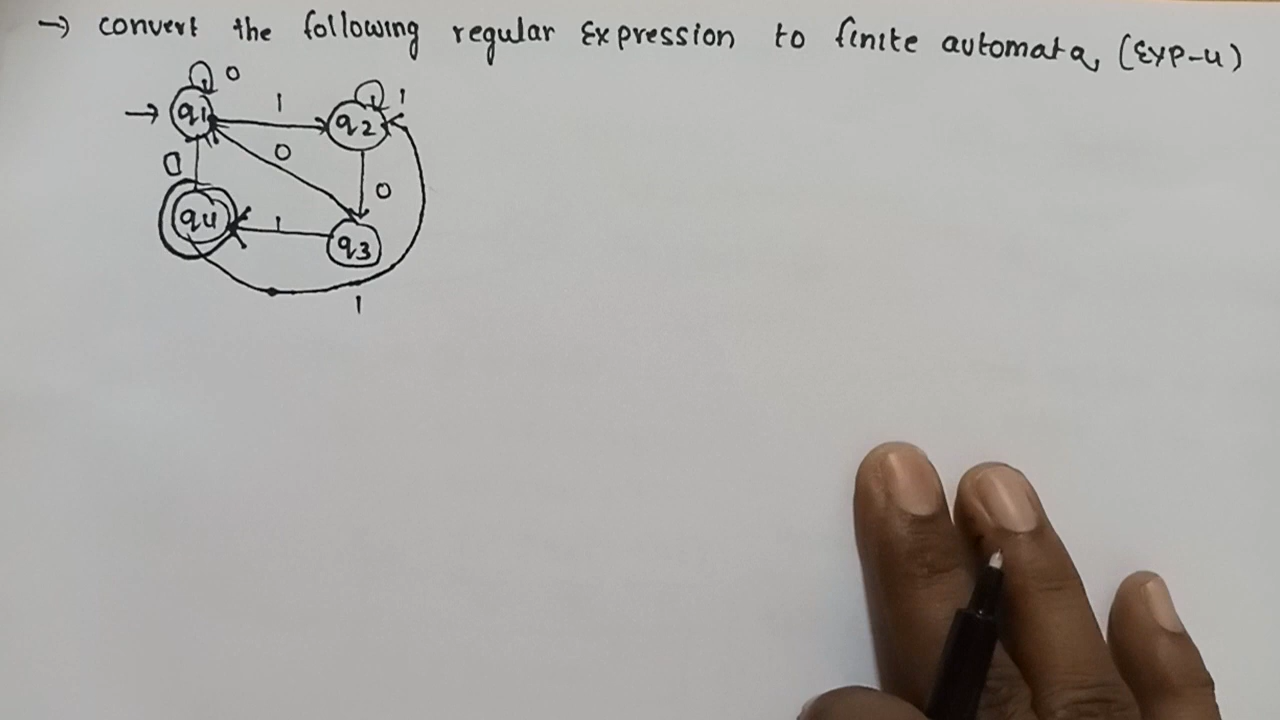 → convert the following regular Expression to finite automata, (Exp-4)
0
1
1
→ q1
q2
0
0
0
q4
1
q3
1